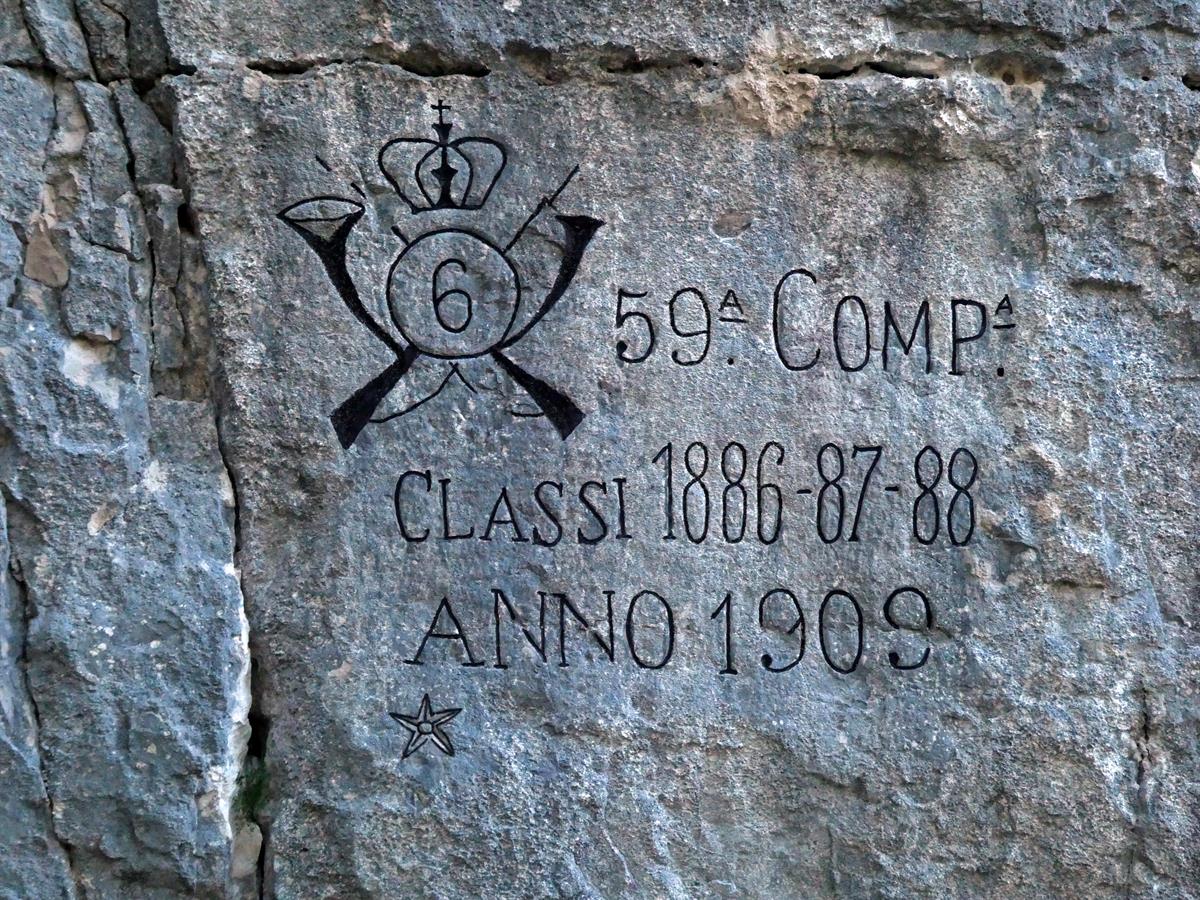 6
59ª. COMPª.
CLASSI 1886-87-88
ANNO 1909